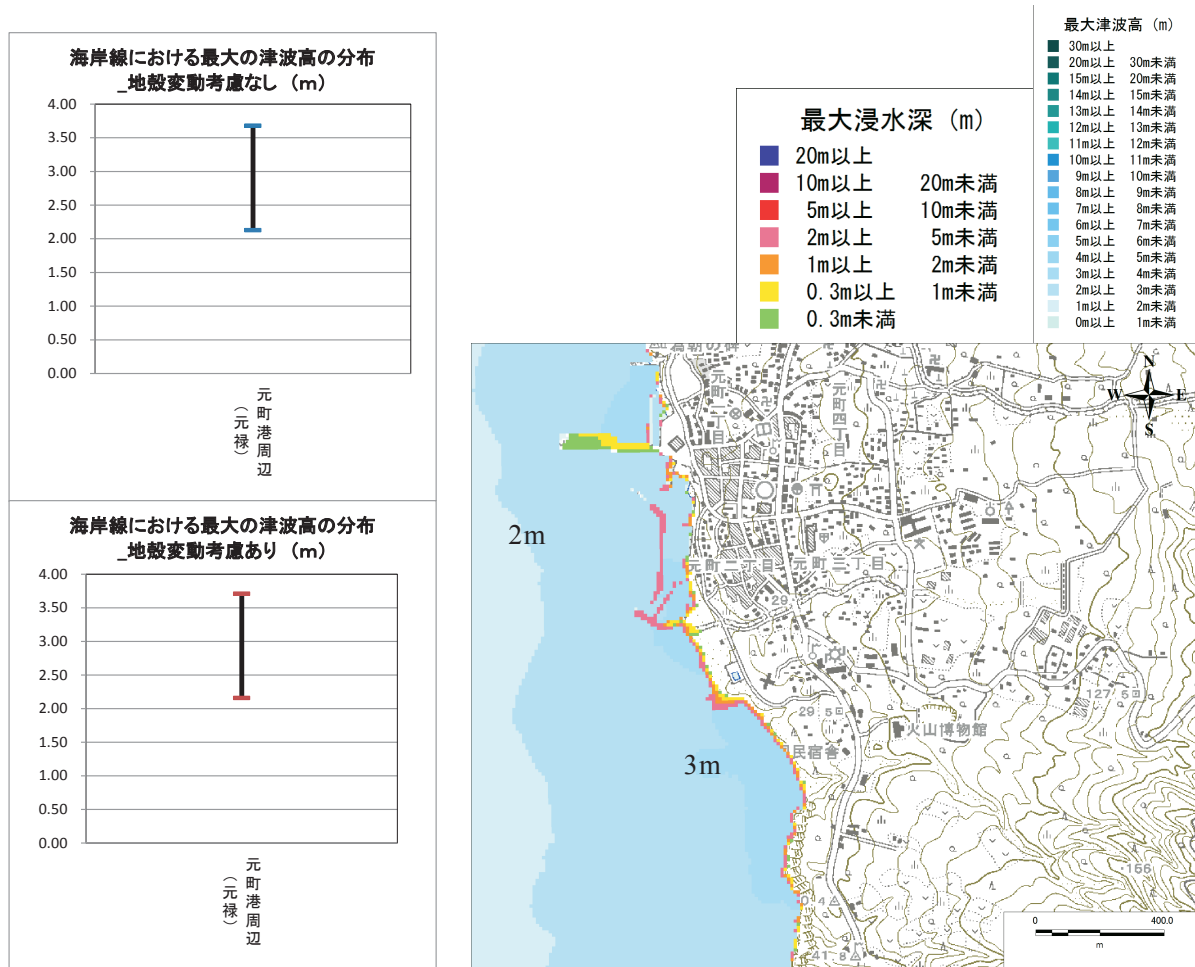 海岸線における最大の津波高の分布
_地殻変動考慮なし（m）
4.00
3.50
3.00
2.50
2.00
1.50
1.00
0.50
0.00
元町港周辺
（元禄）
海岸線における最大の津波高の分布
_地殻変動考慮あり（m）
4.00
3.50
3.00
2.50
2.00
1.50
1.00
0.50
0.00
元町港周辺
（元禄）
最大浸水深（m）
20m以上
10m以上 20m未満
5m以上 10m未満
2m以上 5m未満
1m以上 2m未満
0.3m以上 1m未満
0.3m未満
最大津波高（m）
30m以上
20m以上 30m未満
15m以上 20m未満
14m以上 15m未満
13m以上 14m未満
12m以上 13m未満
11m以上 12m未満
10m以上 11m未満
9m以上 10m未満
8m以上 9m未満
7m以上 8m未満
6m以上 7m未満
5m以上 6m未満
4m以上 5m未満
3m以上 4m未満
2m以上 3m未満
1m以上 2m未満
0m以上 1m未満
為朝の碑
元町一丁目
元町四丁目
N
W E
S
2m
元町二丁目
元町三丁目
29
127.5
29.5
火山博物館
民宿舎
3m
156
0.4
41.8
0 400.0
m